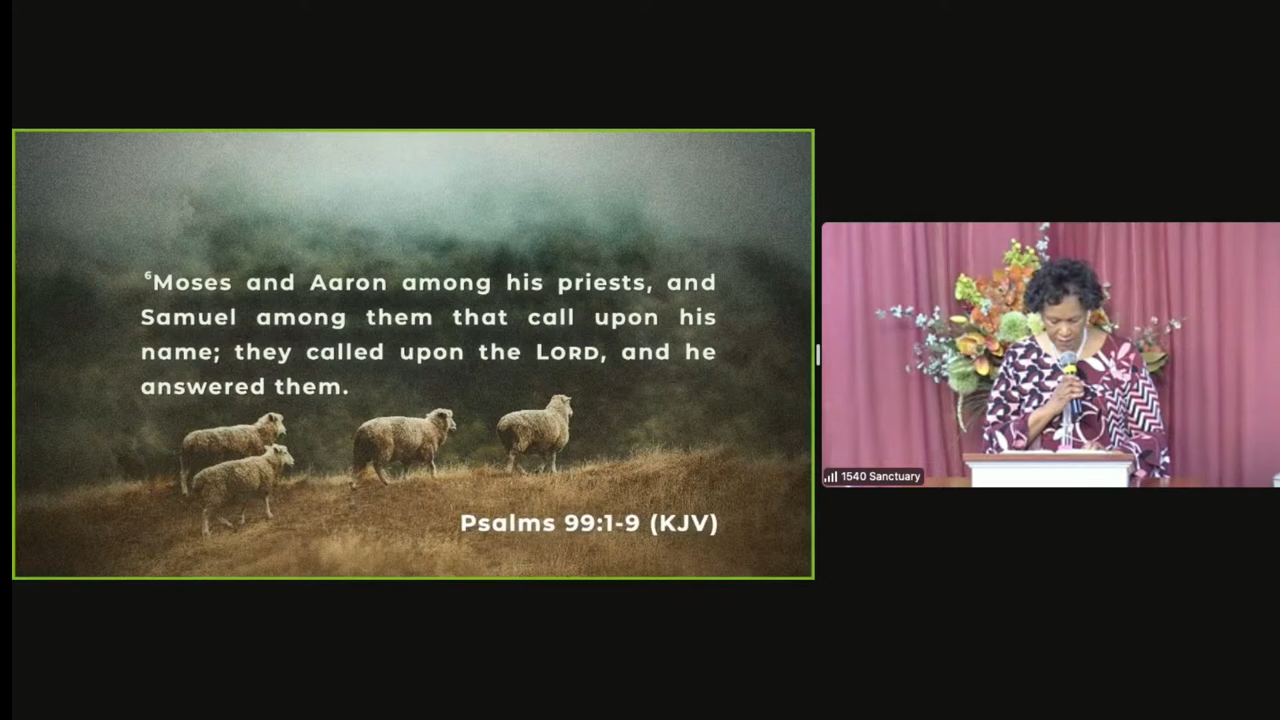 ⁶Moses and Aaron among his priests, and
Samuel among them that call upon his
name; they called upon the LORD, and he
answered them.
Psalms 99:1-9 (KJV)
1540 Sanctuary